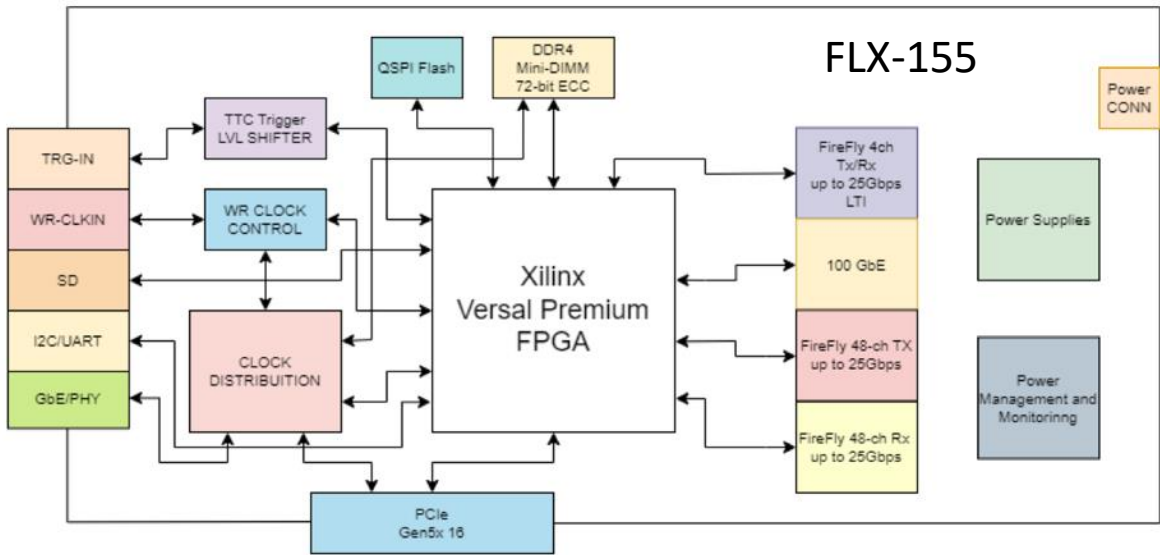 FLX-155
QSPI Flash
DDR4
Mini-DIMM
72-bit ECC
Power
CONN
TTC Trigger
LVL SHIFTER
TRG-IN
WR-CLKIN
SD
I2C/UART
GbE/PHY
WR CLOCK
CONTROL
CLOCK
DISTRIBUITION
Xilinx
Versal Premium
FPGA
FireFly 4ch
Tx/Rx
up to 25Gbps
LTI
100 GbE
FireFly 48-ch TX
up to 25Gbps
FireFly 48-ch Rx
up to 25Gbps
Power Supplies
Power
Management and
Monitorinng
PCIe
Gen5x 16